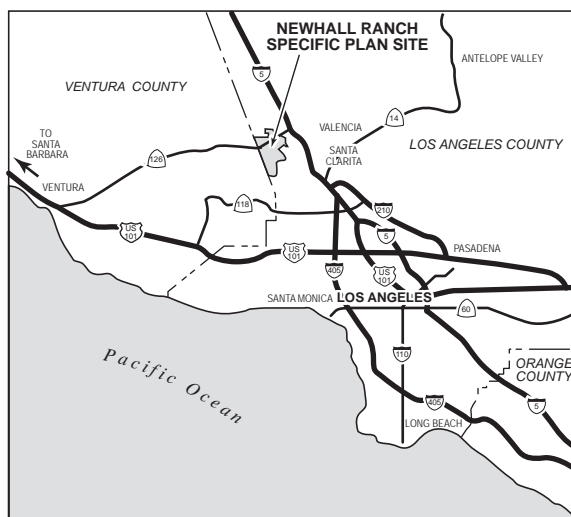 NEWHALL RANCH
SPECIFIC PLAN SITE
5
ANTELOPE VALLEY
VENTURA COUNTY
14
VALENCIA
TO
SANTA
BARBARA
126
SANTA
CLARITA
LOS ANGELES COUNTY
VENTURA
118
210
US
101
5
US
101
PASADENA
405
US
101
SANTA MONICA
LOS ANGELES
60
Pacific Ocean
110
ORANGE
COUNTY
405
5
LONG BEACH